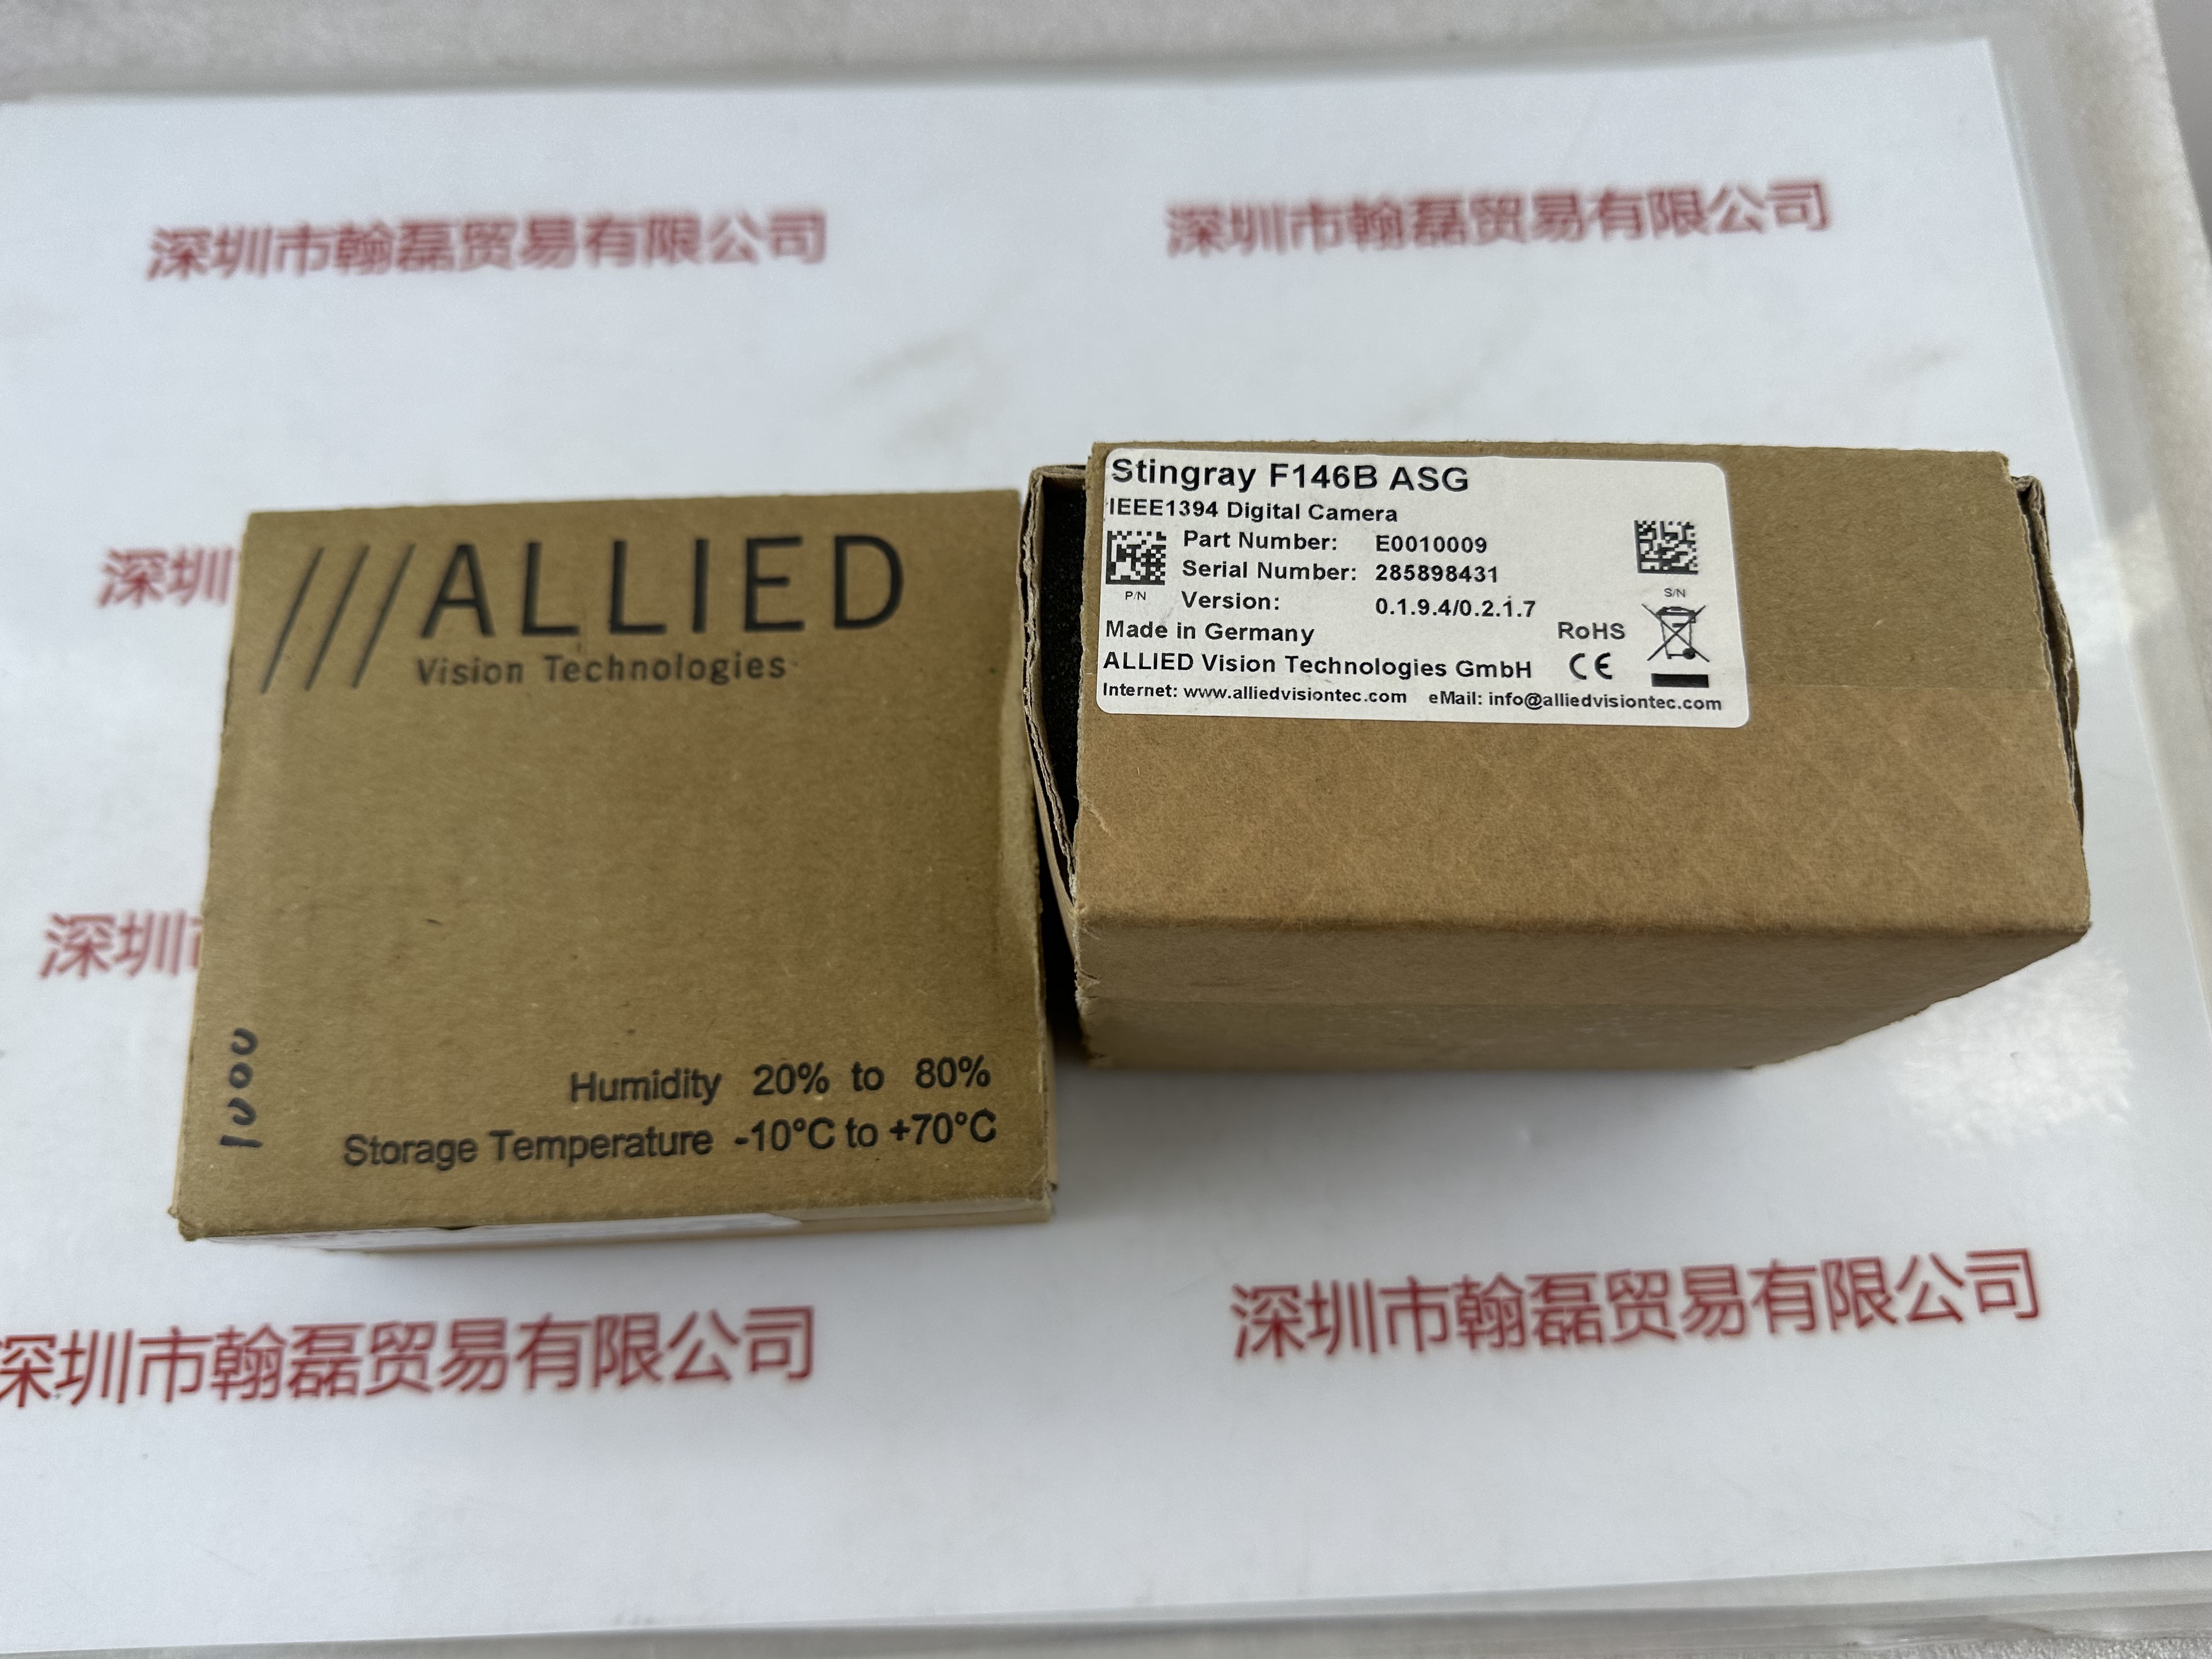 深圳市翰磊贸易有限公司
深圳市翰磊贸易有限公司
深圳
///ALLIED
Vision Technologies
Humidity 20% to 80%
Storage Temperature -10°C to +70°C
Stingray F146B ASG
IEEE1394 Digital Camera
Part Number: E0010009
Serial Number: 285898431
Version: 0.1.9.4/0.2.1.7
P/N
S/N
Made in Germany
RoHS
ALLIED Vision Technologies GmbH
CE
Internet: www.alliedvisiontec.com eMail: info@alliedvisiontec.com
深圳市
深圳市翰磊贸易有限公司
深圳市翰磊贸易有限公司